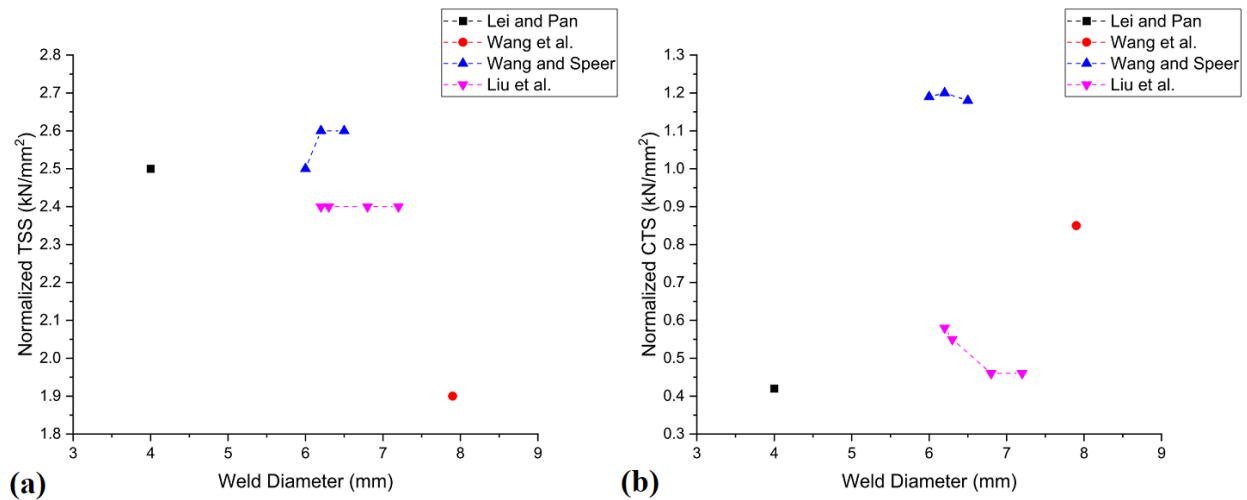 Lei and Pan
Wang et al.
Wang and Speer
Liu et al.
2.8
2.7
2.6
2.5
2.4
2.3
2.2
2.1
2.0
1.9
1.8
Normalized TSS (kN/mm²)
3 4 5 6 7 8 9
Weld Diameter (mm)
(a)
Lei and Pan
Wang et al.
Wang and Speer
Liu et al.
1.3
1.2
1.1
1.0
0.9
0.8
0.7
0.6
0.5
0.4
0.3
Normalized CTS (kN/mm²)
3 4 5 6 7 8 9
Weld Diameter (mm)
(b)